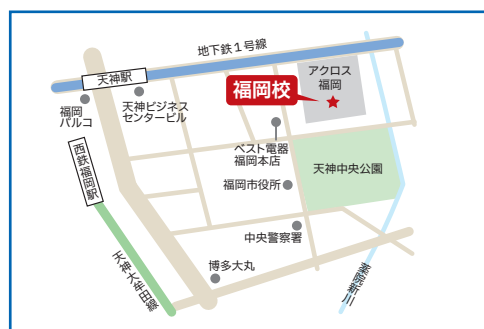 地下鉄1号線
天神駅
アクロス
福岡
福岡校
福岡
パルコ
天神ビジネス
センタービル
ベスト電器
福岡本店
西鉄福岡駅
天神中央公園
福岡市役所
中央警察署
天神大牟田線
博多大丸
薬院新川